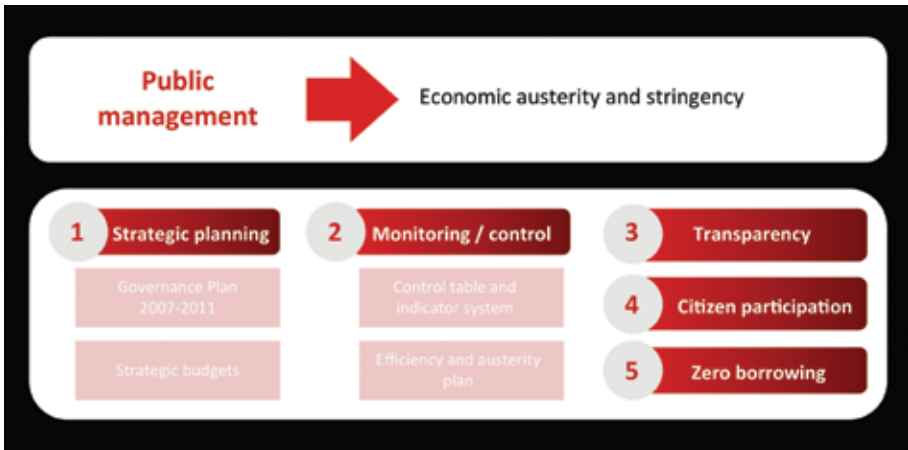 Public
management
Economic austerity and stringency
1 Strategic planning
Governance Plan
2007-2011
Strategic budgets
2 Monitoring / control
Control table and
indicator system
Efficiency and austerity
plan
3 Transparency
4 Citizen participation
5 Zero borrowing